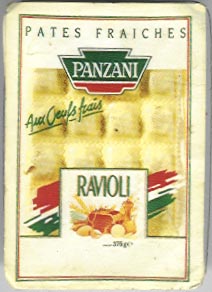 PATES FRAICHES
PANZANI
Aux Oeufs frais
RAVIOLI
375g℮